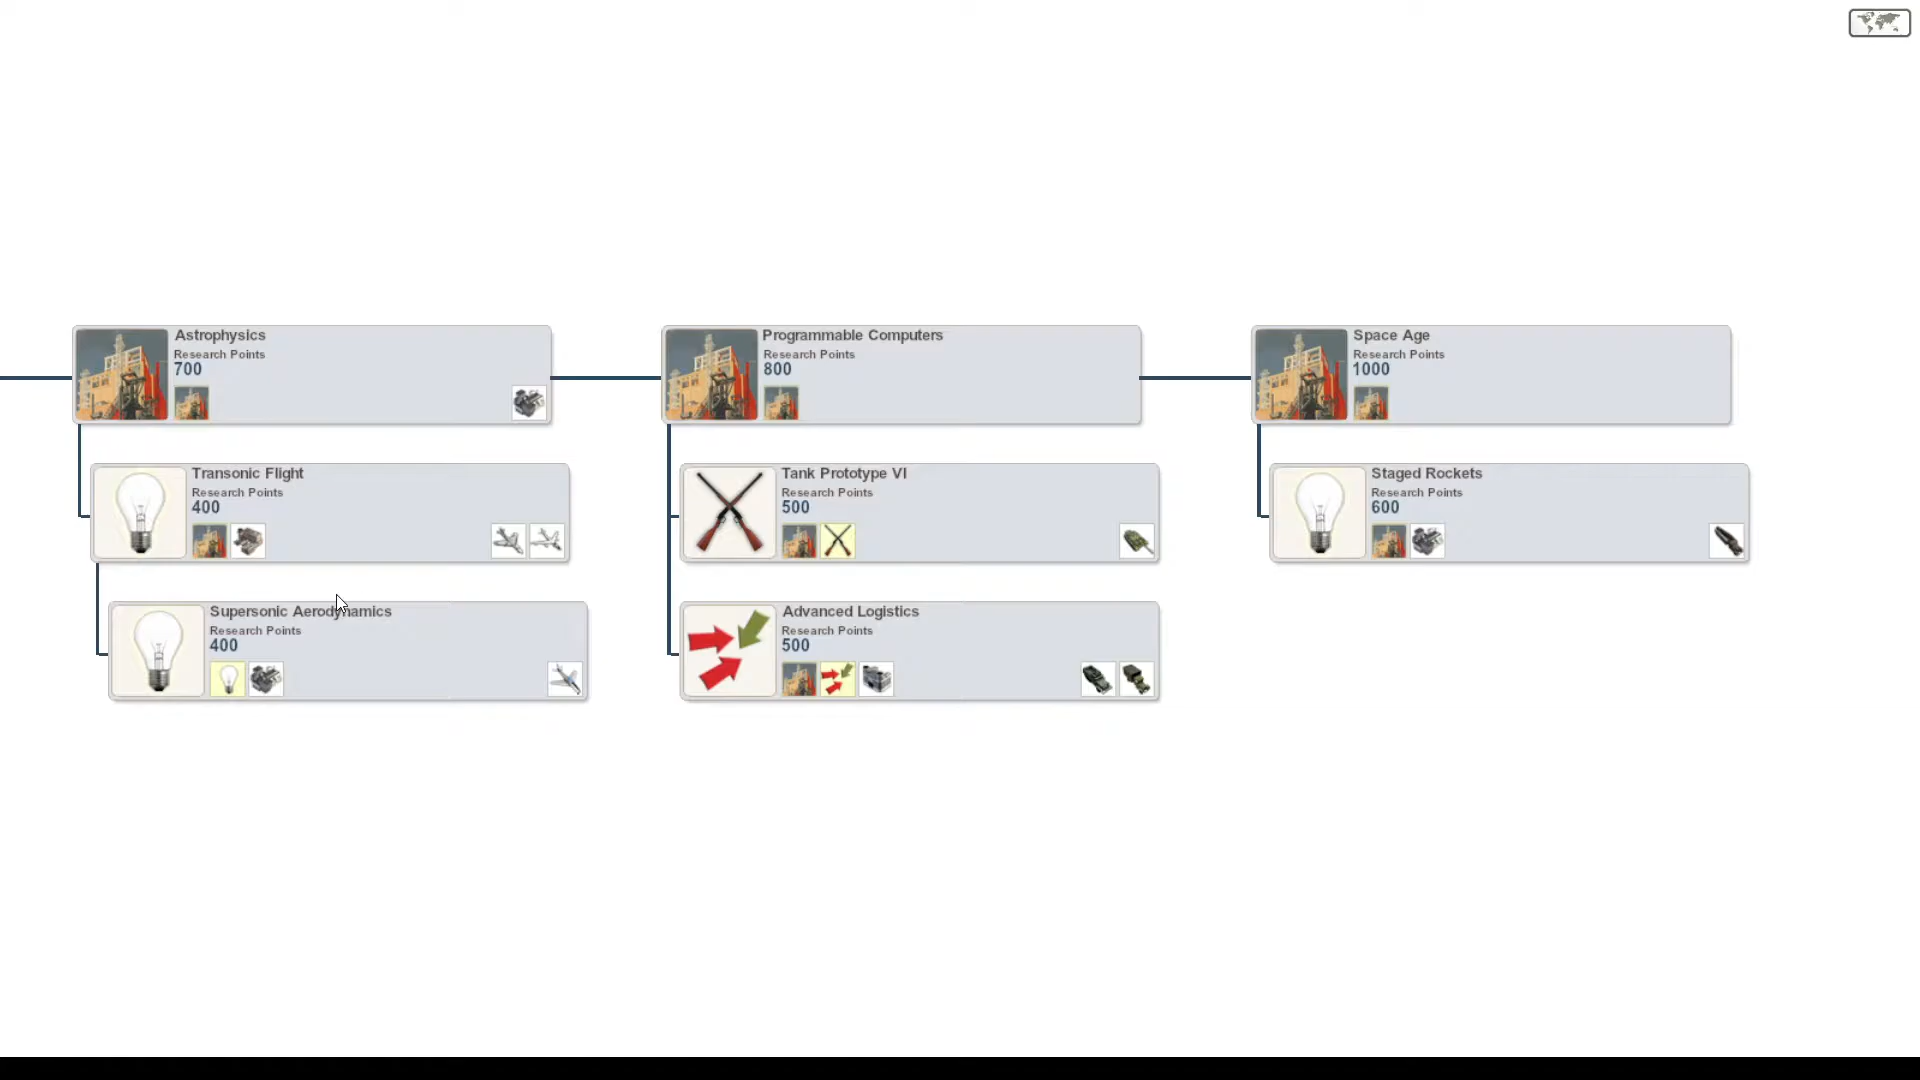 Astrophysics
Research Points
700
Transonic Flight
Research Points
400
Supersonic Aerodynamics
Research Points
400
Programmable Computers
Research Points
800
Tank Prototype VI
Research Points
500
Advanced Logistics
Research Points
500
Space Age
Research Points
1000
Staged Rockets
Research Points
600